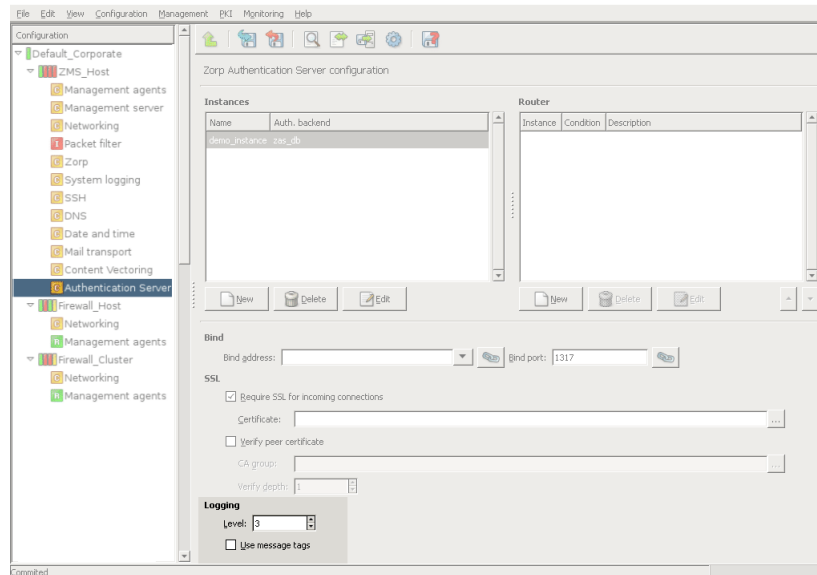 File Edit View Configuration Management PKI Monitoring Help
Configuration
Default_Corporate
ZMS_Host
Management agents
Management server
Networking
Packet filter
Zorp
System logging
SSH
DNS
Date and time
Mail transport
Content Vectoring
Authentication Server
Firewall_Host
Networking
Management agents
Firewall_Cluster
Networking
Management agents
Zorp Authentication Server configuration
Instances
Name Auth. backend
demo_instance zas_db
New Delete Edit
Router
Instance Condition Description
New Delete Edit
Bind
Bind address: Bind port: 1317
SSL
Require SSL for incoming connections
Certificate: ...
Verify peer certificate
CA group: ...
Verify depth: 1
Logging
Level: 3
Use message tags
Commited